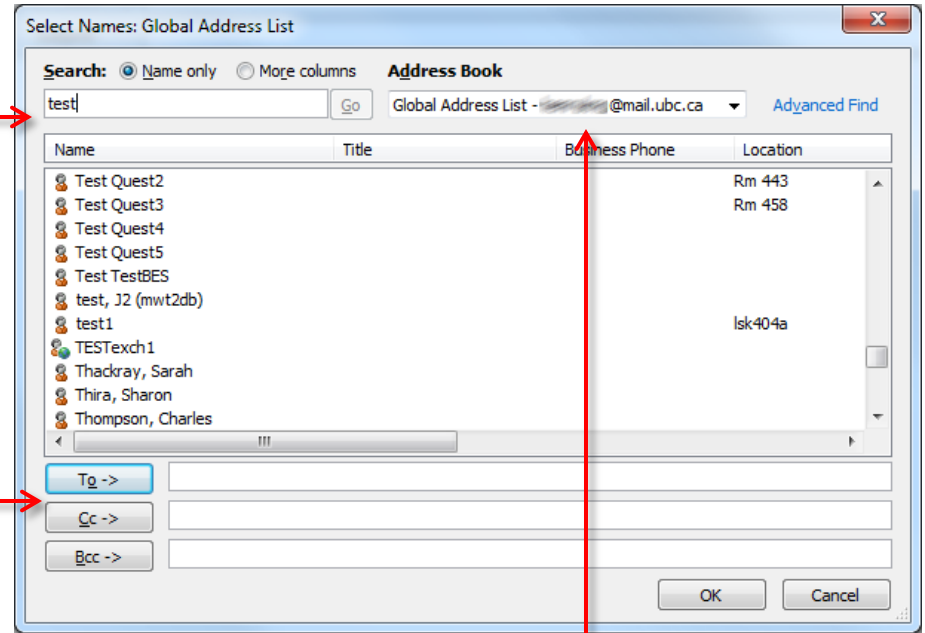 Select Names: Global Address List
Search: Name only More columns Address Book
test Go Global Address List - @mail.ubc.ca Advanced Find
Name Title Business Phone Location
Test Quest2 Rm 443
Test Quest3 Rm 458
Test Quest4
Test Quest5
Test TestBES
test, J2 (mwt2db)
test1 lsk404a
TESTexch1
Thackray, Sarah
Thira, Sharon
Thompson, Charles
To ->
Cc ->
Bcc ->
OK Cancel